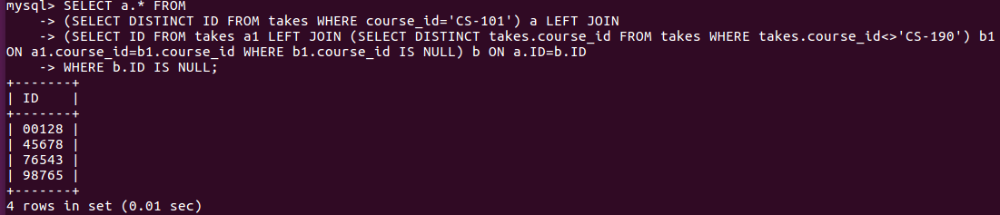 mysql> SELECT a.* FROM
    -> (SELECT DISTINCT ID FROM takes WHERE course_id='CS-101') a LEFT JOIN
    -> (SELECT ID FROM takes a1 LEFT JOIN (SELECT DISTINCT takes.course_id FROM takes WHERE takes.course_id<>'CS-190') b1
ON a1.course_id=b1.course_id WHERE b1.course_id IS NULL) b ON a.ID=b.ID
    -> WHERE b.ID IS NULL;
+-------+
| ID    |
+-------+
| 00128 |
| 45678 |
| 76543 |
| 98765 |
+-------+
4 rows in set (0.01 sec)